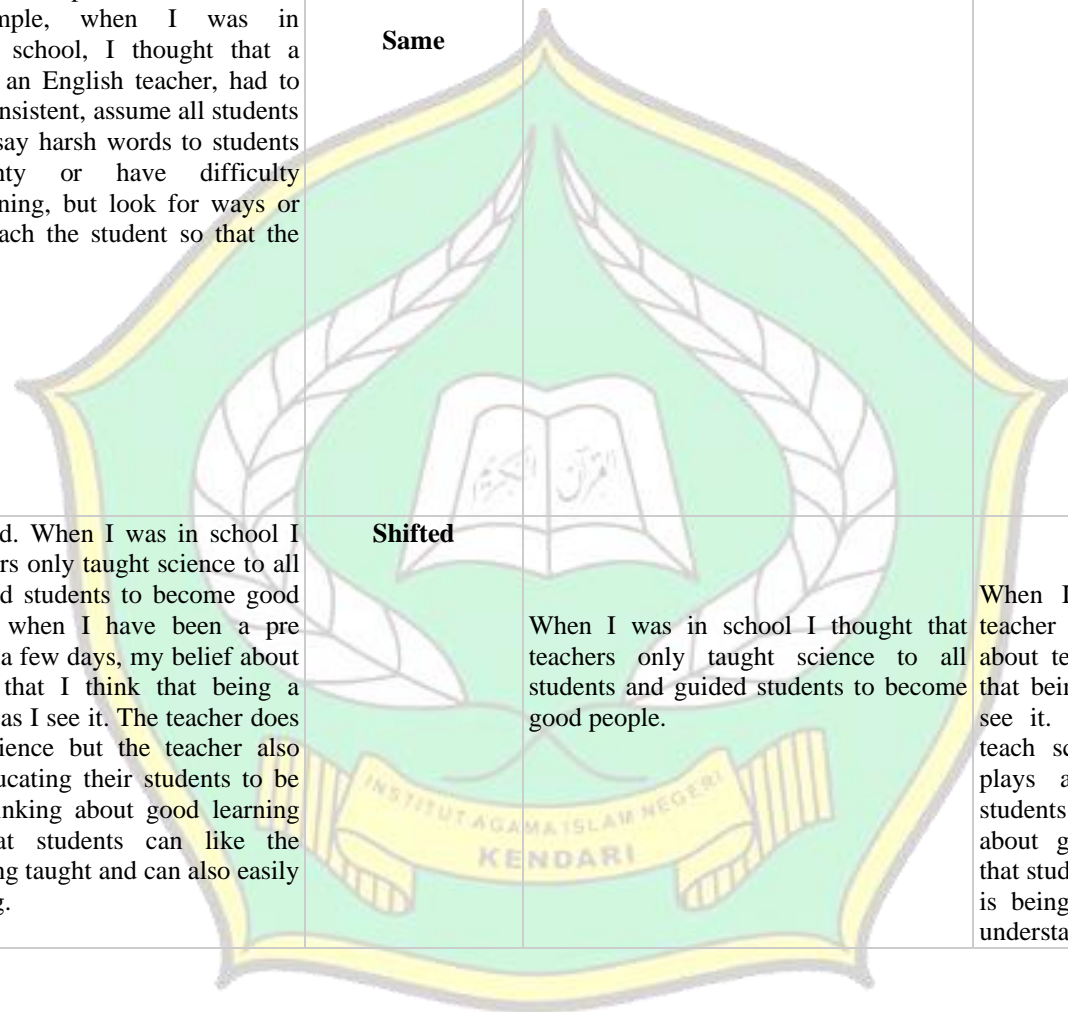 mple, when I was in
school, I thought that a
an English teacher, had to
nsistent, assume all students
say harsh words to students
nty or have difficulty
ning, but look for ways or
each the student so that the
Same
d. When I was in school I
rs only taught science to all
d students to become good
when I have been a pre
a few days, my belief about
that I think that being a
as I see it. The teacher does
ience but the teacher also
ucating their students to be
inking about good learning
at students can like the
ng taught and can also easily
g.
Shifted
When I was in school I thought that
teachers only taught science to all
students and guided students to become
good people.
When I
teacher
about te
that bein
see it.
teach sc
plays a
students
about g
that stud
is being
understa
القرآن الكريم
INSTITUT AGAMA ISLAM NEGERI
KENDARI